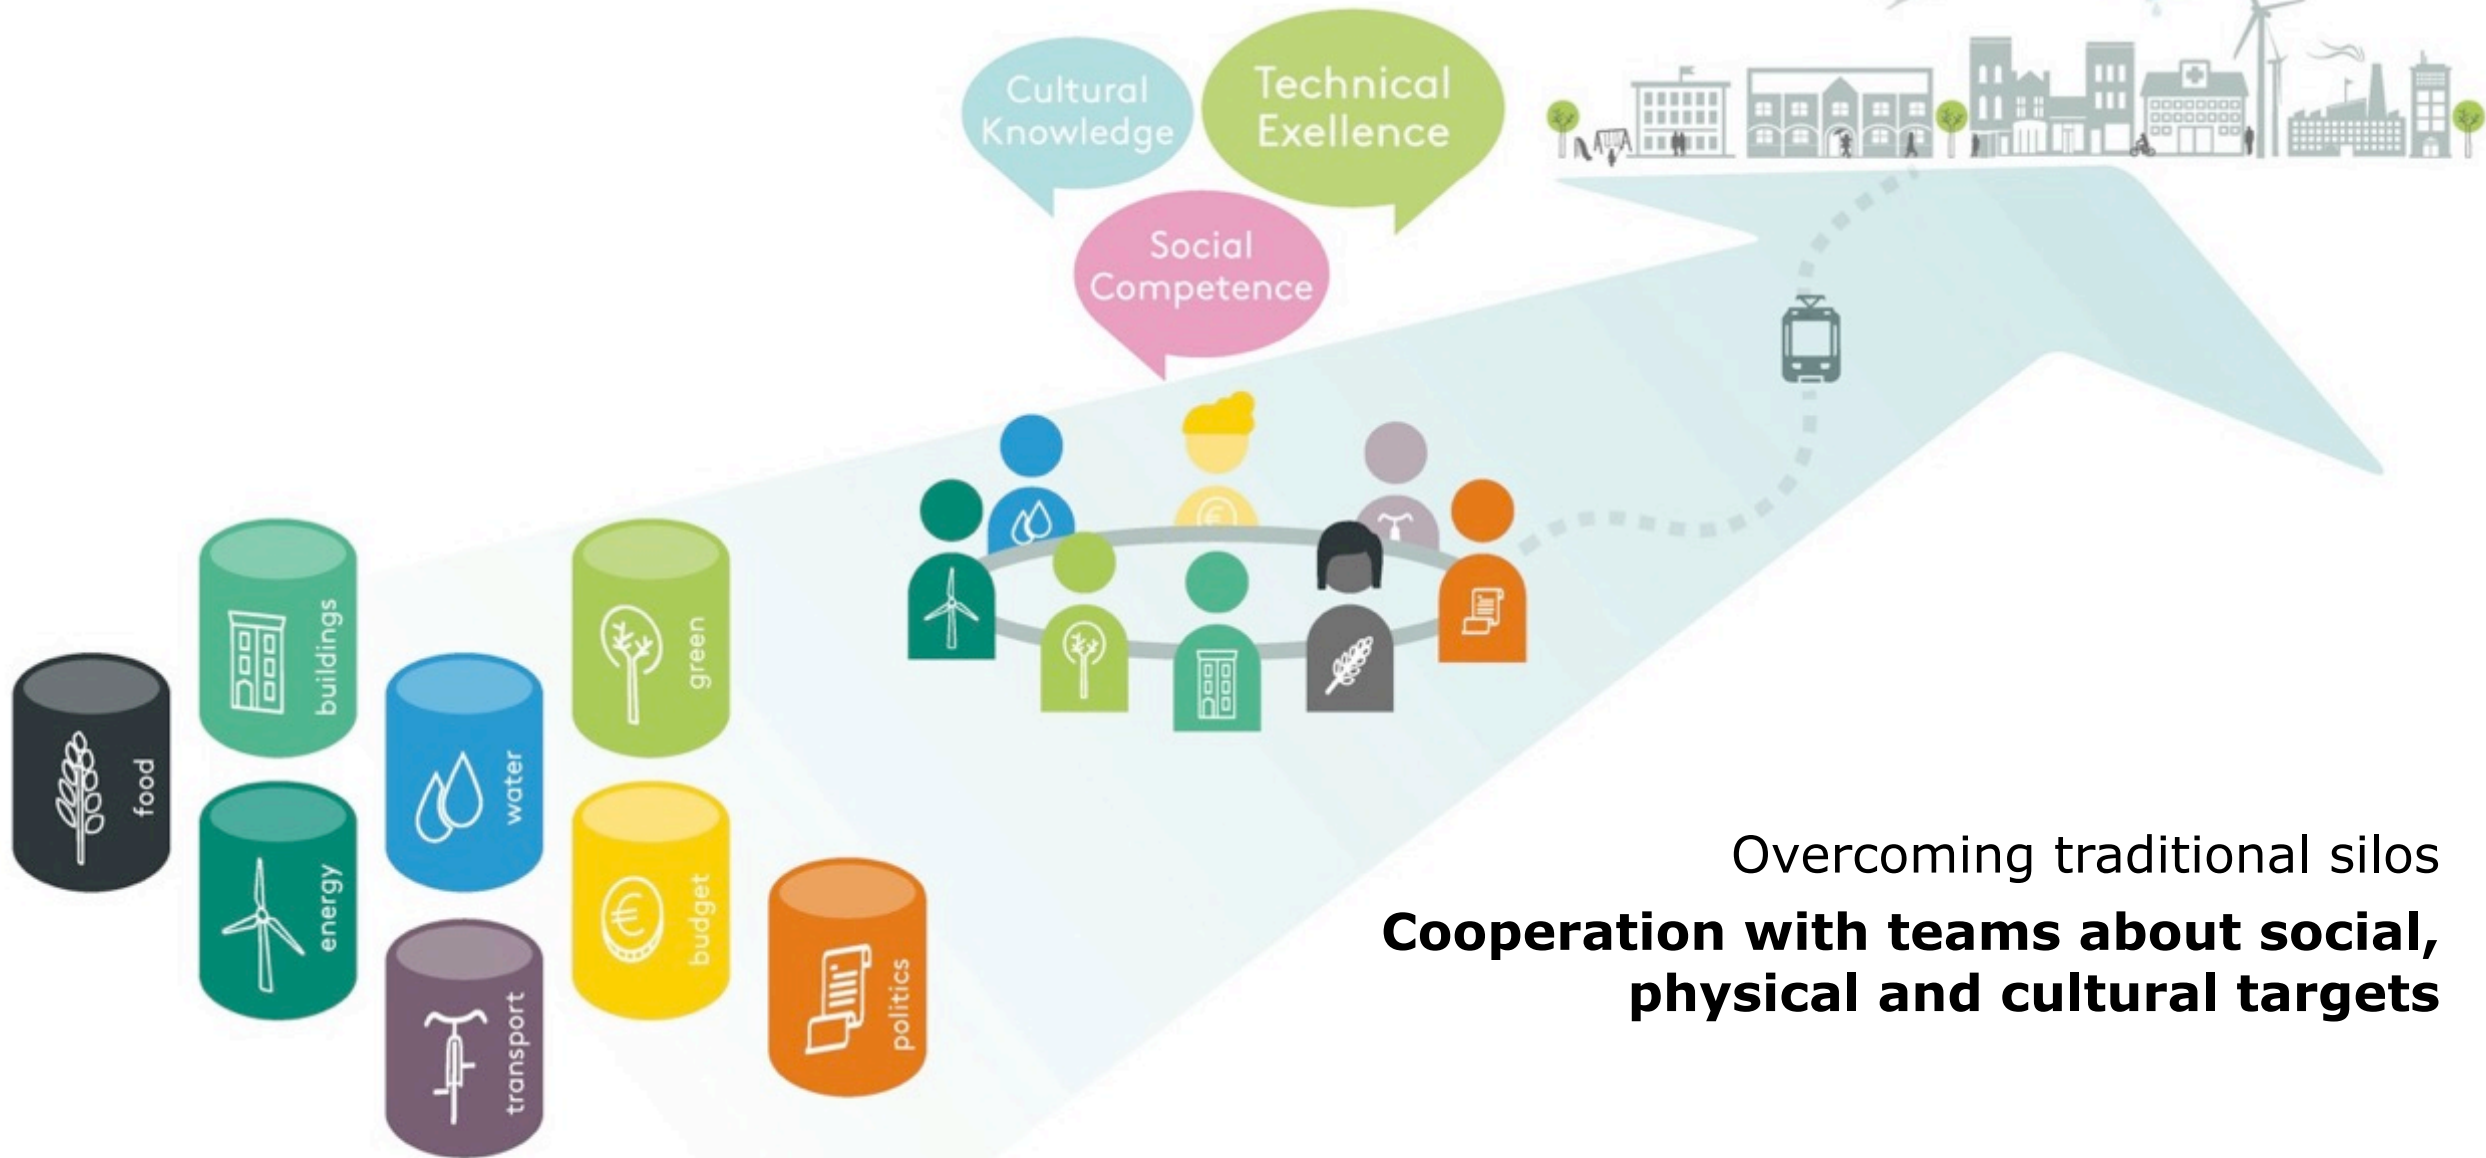 Cultural
Knowledge
Technical
Exellence
Social
Competence
buildings
green
food
water
energy
budget
transport
politics
Overcoming traditional silos
Cooperation with teams about social,
physical and cultural targets